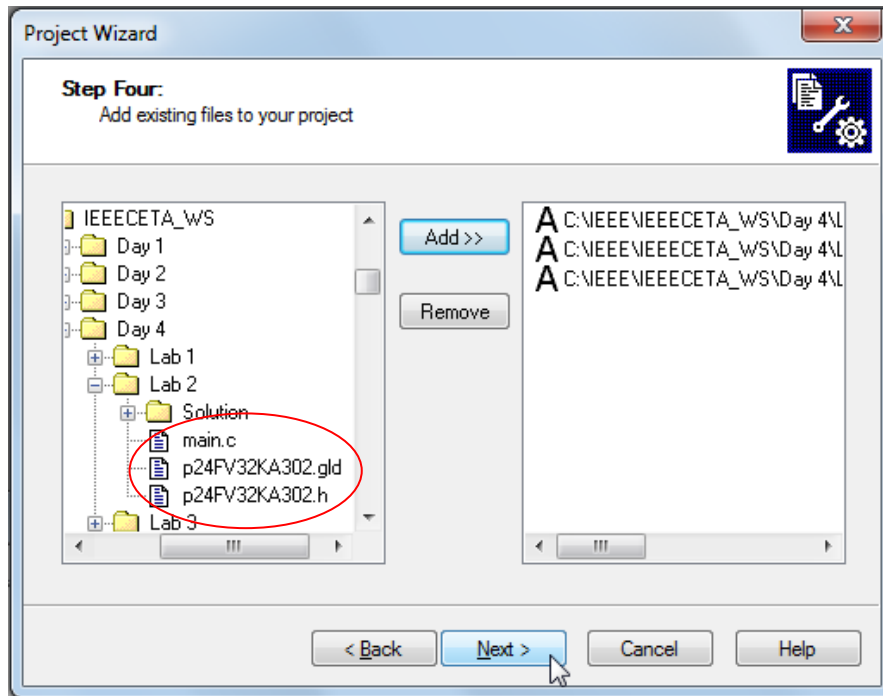 Project Wizard
Step Four:
Add existing files to your project
IEEECETA_WS
Day 1
Day 2
Day 3
Day 4
Lab 1
Lab 2
Solution
main.c
p24FV32KA302.gld
p24FV32KA302.h
Lab 3
Add >>
Remove
A C:\IEEE\IEEECETA_WS\Day 4\L
A C:\IEEE\IEEECETA_WS\Day 4\L
A C:\IEEE\IEEECETA_WS\Day 4\L
< Back Next > Cancel Help